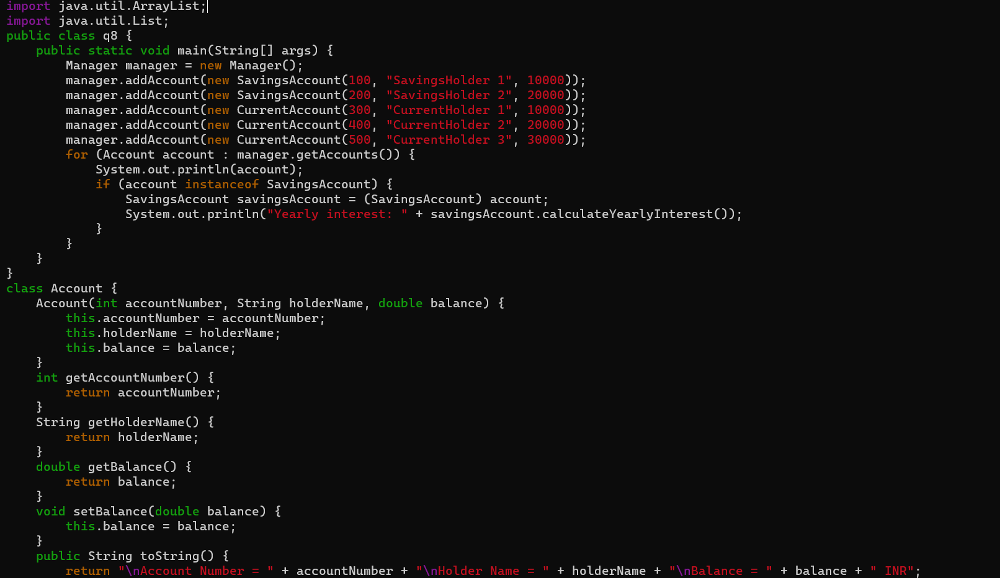 import java.util.ArrayList;
import java.util.List;
public class q8 {
    public static void main(String[] args) {
        Manager manager = new Manager();
        manager.addAccount(new SavingsAccount(100, "SavingsHolder 1", 10000));
        manager.addAccount(new SavingsAccount(200, "SavingsHolder 2", 20000));
        manager.addAccount(new CurrentAccount(300, "CurrentHolder 1", 10000));
        manager.addAccount(new CurrentAccount(400, "CurrentHolder 2", 20000));
        manager.addAccount(new CurrentAccount(500, "CurrentHolder 3", 30000));
        for (Account account : manager.getAccounts()) {
            System.out.println(account);
            if (account instanceof SavingsAccount) {
                SavingsAccount savingsAccount = (SavingsAccount) account;
                System.out.println("Yearly interest: " + savingsAccount.calculateYearlyInterest());
            }
        }
    }
}
class Account {
    Account(int accountNumber, String holderName, double balance) {
        this.accountNumber = accountNumber;
        this.holderName = holderName;
        this.balance = balance;
    }
    int getAccountNumber() {
        return accountNumber;
    }
    String getHolderName() {
        return holderName;
    }
    double getBalance() {
        return balance;
    }
    void setBalance(double balance) {
        this.balance = balance;
    }
    public String toString() {
        return "\nAccount Number = " + accountNumber + "\nHolder Name = " + holderName + "\nBalance = " + balance + " INR";